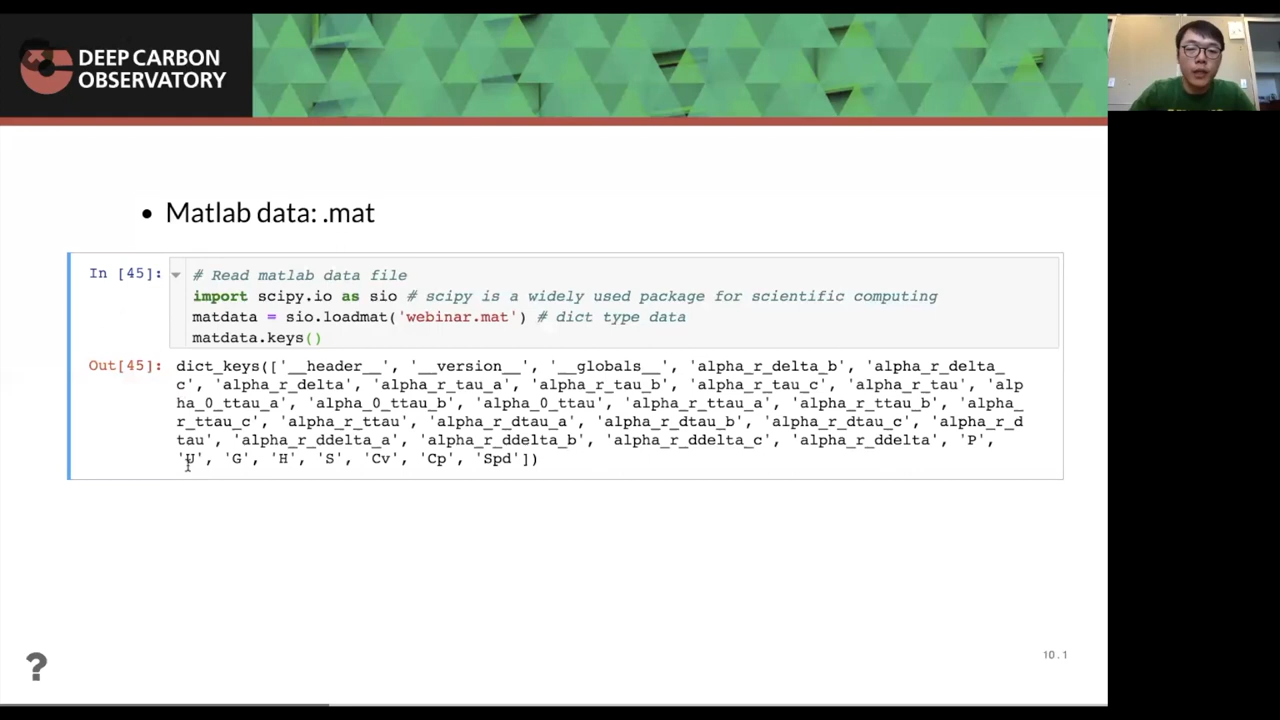 DEEP CARBON
OBSERVATORY
• Matlab data: .mat
In [45]:
# Read matlab data file
import scipy.io as sio # scipy is a widely used package for scientific computing
matdata = sio.loadmat('webinar.mat') # dict type data
matdata.keys()
Out[45]:
dict_keys(['__header__', '__version__', '__globals__', 'alpha_r_delta_b', 'alpha_r_delta_
c', 'alpha_r_delta', 'alpha_r_tau_a', 'alpha_r_tau_b', 'alpha_r_tau_c', 'alpha_r_tau', 'alp
ha_0_ttau_a', 'alpha_0_ttau_b', 'alpha_0_ttau', 'alpha_r_ttau_a', 'alpha_r_ttau_b', 'alpha_
r_ttau_c', 'alpha_r_ttau', 'alpha_r_dtau_a', 'alpha_r_dtau_b', 'alpha_r_dtau_c', 'alpha_r_d
tau', 'alpha_r_ddelta_a', 'alpha_r_ddelta_b', 'alpha_r_ddelta_c', 'alpha_r_ddelta', 'P',
'U', 'G', 'H', 'S', 'Cv', 'Cp', 'Spd'])
?
10.1